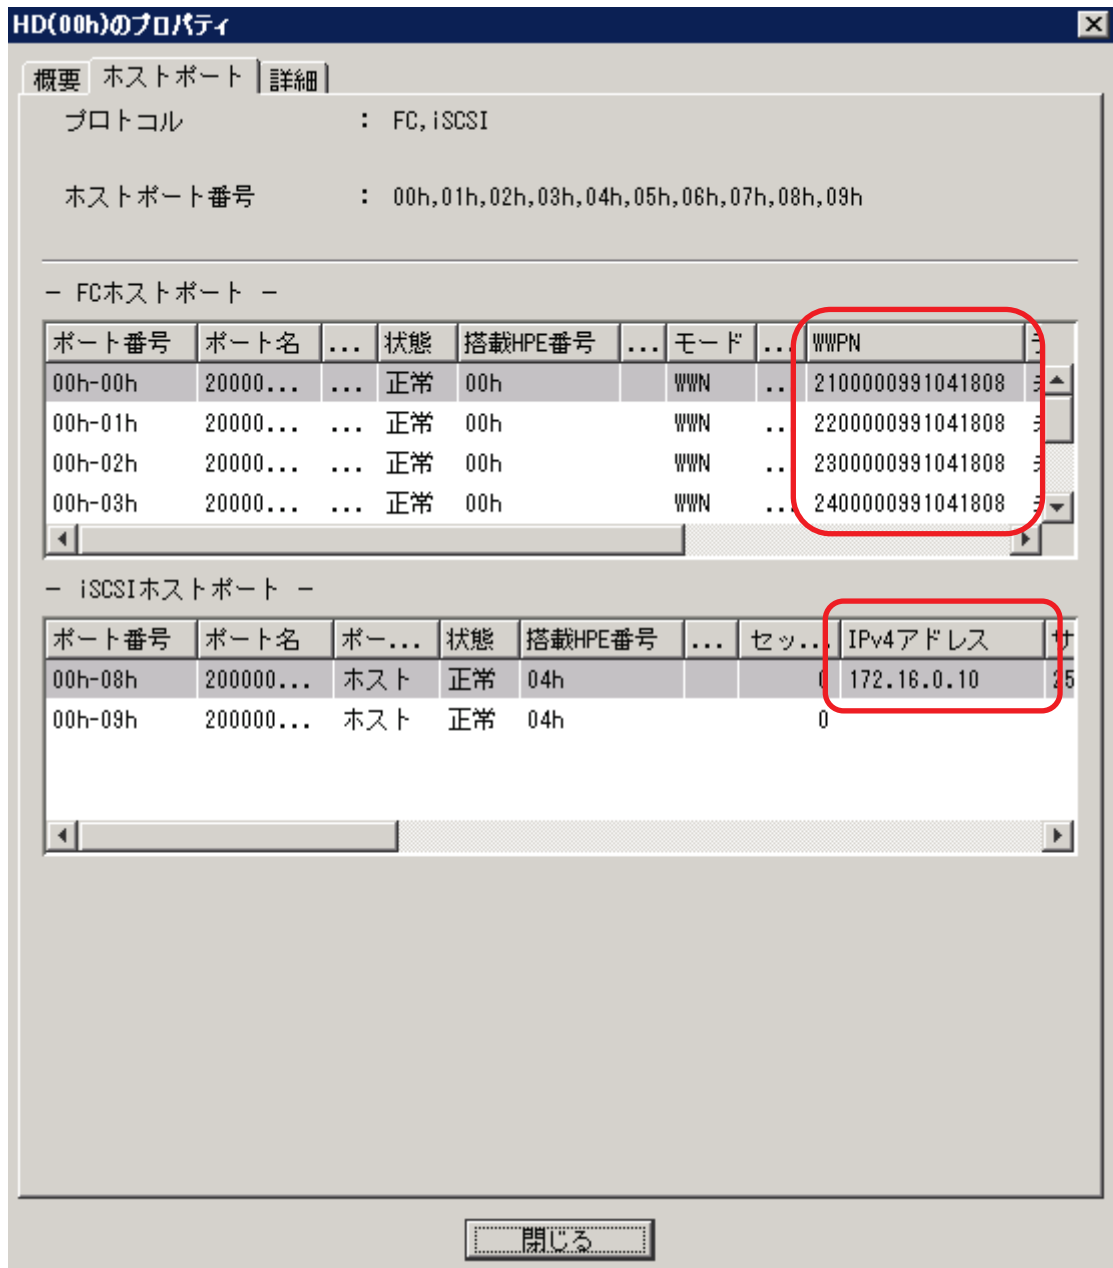 HD(00h)のプロパティ
概要 ホストポート 詳細
プロトコル : FC,iSCSI
ホストポート番号 : 00h,01h,02h,03h,04h,05h,06h,07h,08h,09h
- FCホストポート -
ポート番号 ポート名 ... 状態 搭載HPE番号 ... モード ... WWPN
00h-00h 20000... ... 正常 00h WWN .. 2100000991041808
00h-01h 20000... ... 正常 00h WWN .. 2200000991041808
00h-02h 20000... ... 正常 00h WWN .. 2300000991041808
00h-03h 20000... ... 正常 00h WWN ... 2400000991041808
- iSCSIホストポート -
ポート番号 ポート名 ポー... 状態 搭載HPE番号 ... セッ... IPv4アドレス サ
00h-08h 200000... ホスト 正常 04h 0 172.16.0.10 25
00h-09h 200000... ホスト 正常 04h 0
閉じる